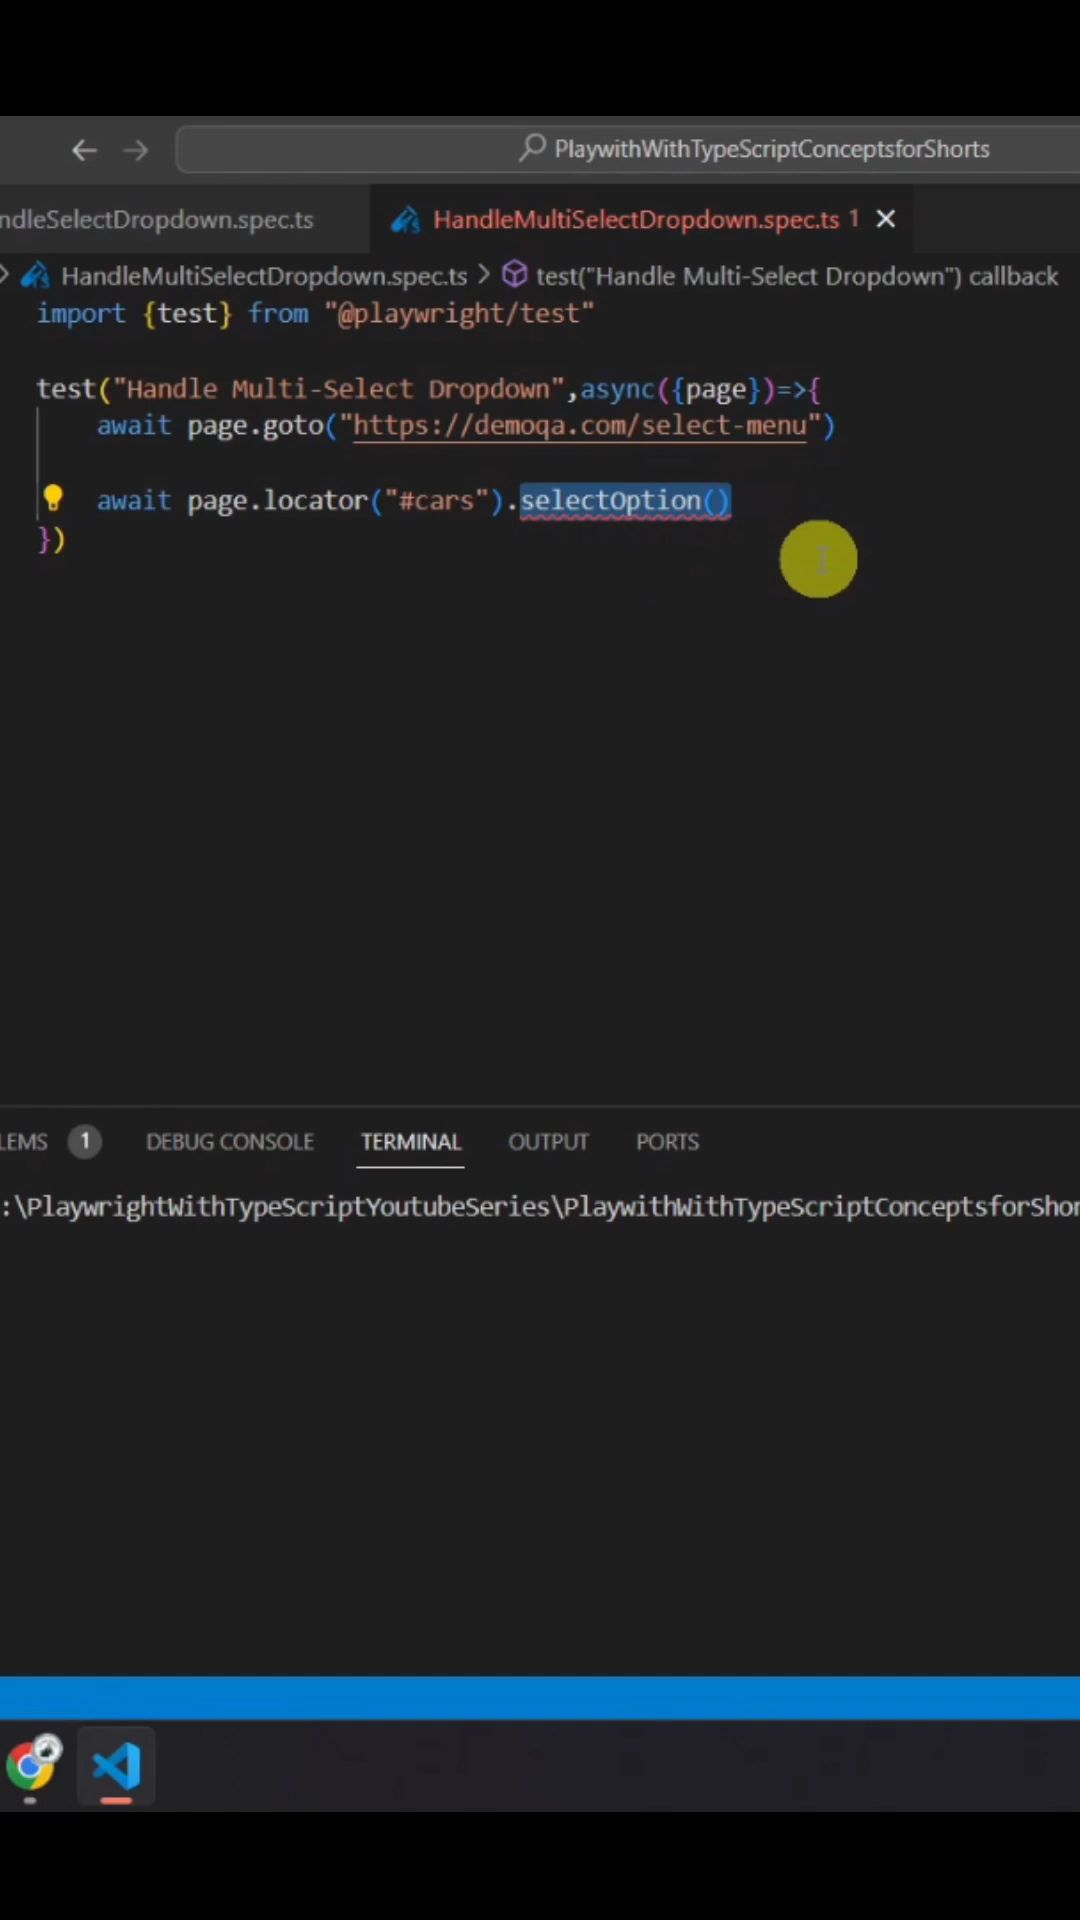 PlaywithWithTypeScriptConceptsforShorts
ndleSelectDropdown.spec.ts
HandleMultiSelectDropdown.spec.ts 1
HandleMultiSelectDropdown.spec.ts > test("Handle Multi-Select Dropdown") callback
import {test} from "@playwright/test"
test("Handle Multi-Select Dropdown",async({page})=>{
await page.goto("https://demoqa.com/select-menu")
await page.locator("#cars").selectOption()
})
LEMS 1 DEBUG CONSOLE TERMINAL OUTPUT PORTS
:\PlaywrightWithTypeScriptYoutubeSeries\PlaywithWithTypeScriptConceptsforShor